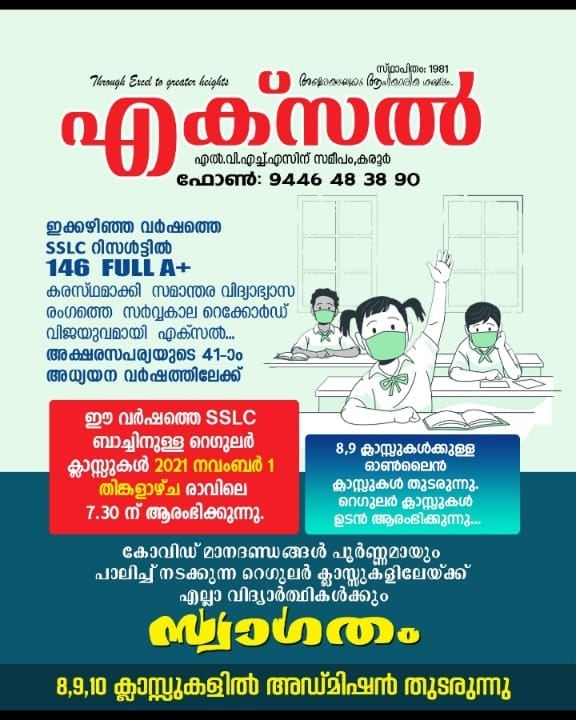 സ്ഥാപിതം: 1981
Through Excel to greater heights
എക്സൽ
എൽ.വി.എച്ച്.എസിന് സമീപം,കരൂർ
ഫോൺ: 9446 48 38 90
ഇക്കഴിഞ്ഞ വർഷത്തെ
SSLC റിസൾട്ടിൽ
146 FULL A+
കരസ്ഥമാക്കി സമാന്തര വിദ്യാഭ്യാസ
രംഗത്തെ സർവ്വകാല റെക്കോർഡ്
വിജയുവമായി എക്സൽ...
അക്ഷരസപര്യയുടെ 41-ാം
അധ്യയന വർഷത്തിലേക്ക്
ഈ വർഷത്തെ SSLC
ബാച്ചിനുള്ള റെഗുലർ
ക്ലാസ്സുകൾ 2021 നവംബർ 1
തിങ്കളാഴ്ച രാവിലെ
7.30 ന് ആരംഭിക്കുന്നു.
8,9 ക്ലാസ്സുകൾക്കുള്ള
ഓൺലൈൻ
ക്ലാസ്സുകൾ തുടരുന്നു.
റെഗുലർ ക്ലാസ്സുകൾ
ഉടൻ ആരംഭിക്കുന്നു...
കോവിഡ് മാനദണ്ഡങ്ങൾ പൂർണ്ണമായും
പാലിച്ച് നടക്കുന്ന റെഗുലർ ക്ലാസ്സുകളിലേയ്ക്ക്
എല്ലാ വിദ്യാർത്ഥികൾക്കും
സ്വാഗതം
8,9,10 ക്ലാസ്സുകളിൽ അഡ്മിഷൻ തുടരുന്നു